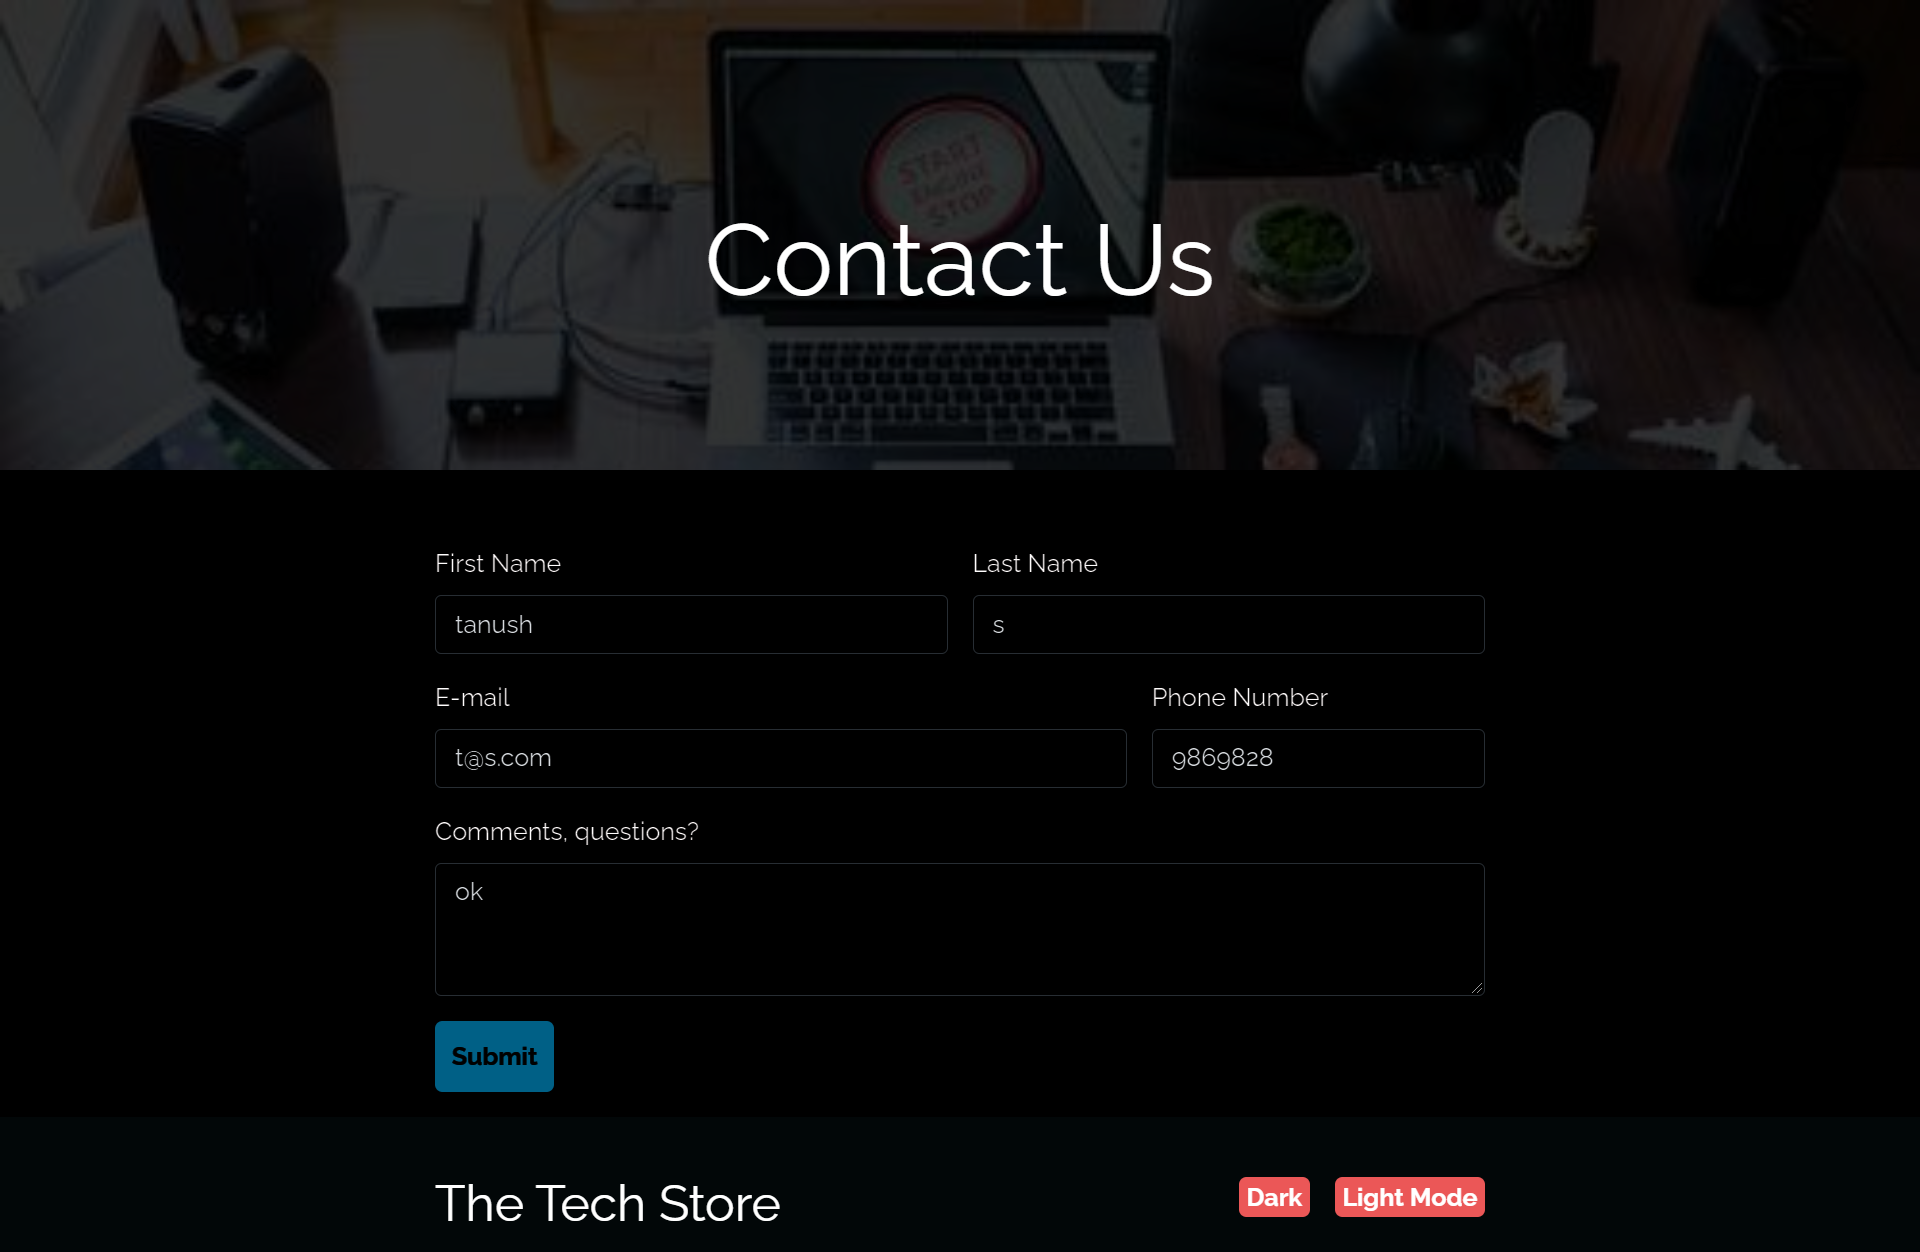 START
ENGINE
STOP
Contact Us
First Name
Last Name
tanush
s
E-mail
Phone Number
t@s.com
9869828
Comments, questions?
ok
Submit
The Tech Store
Dark
Light Mode